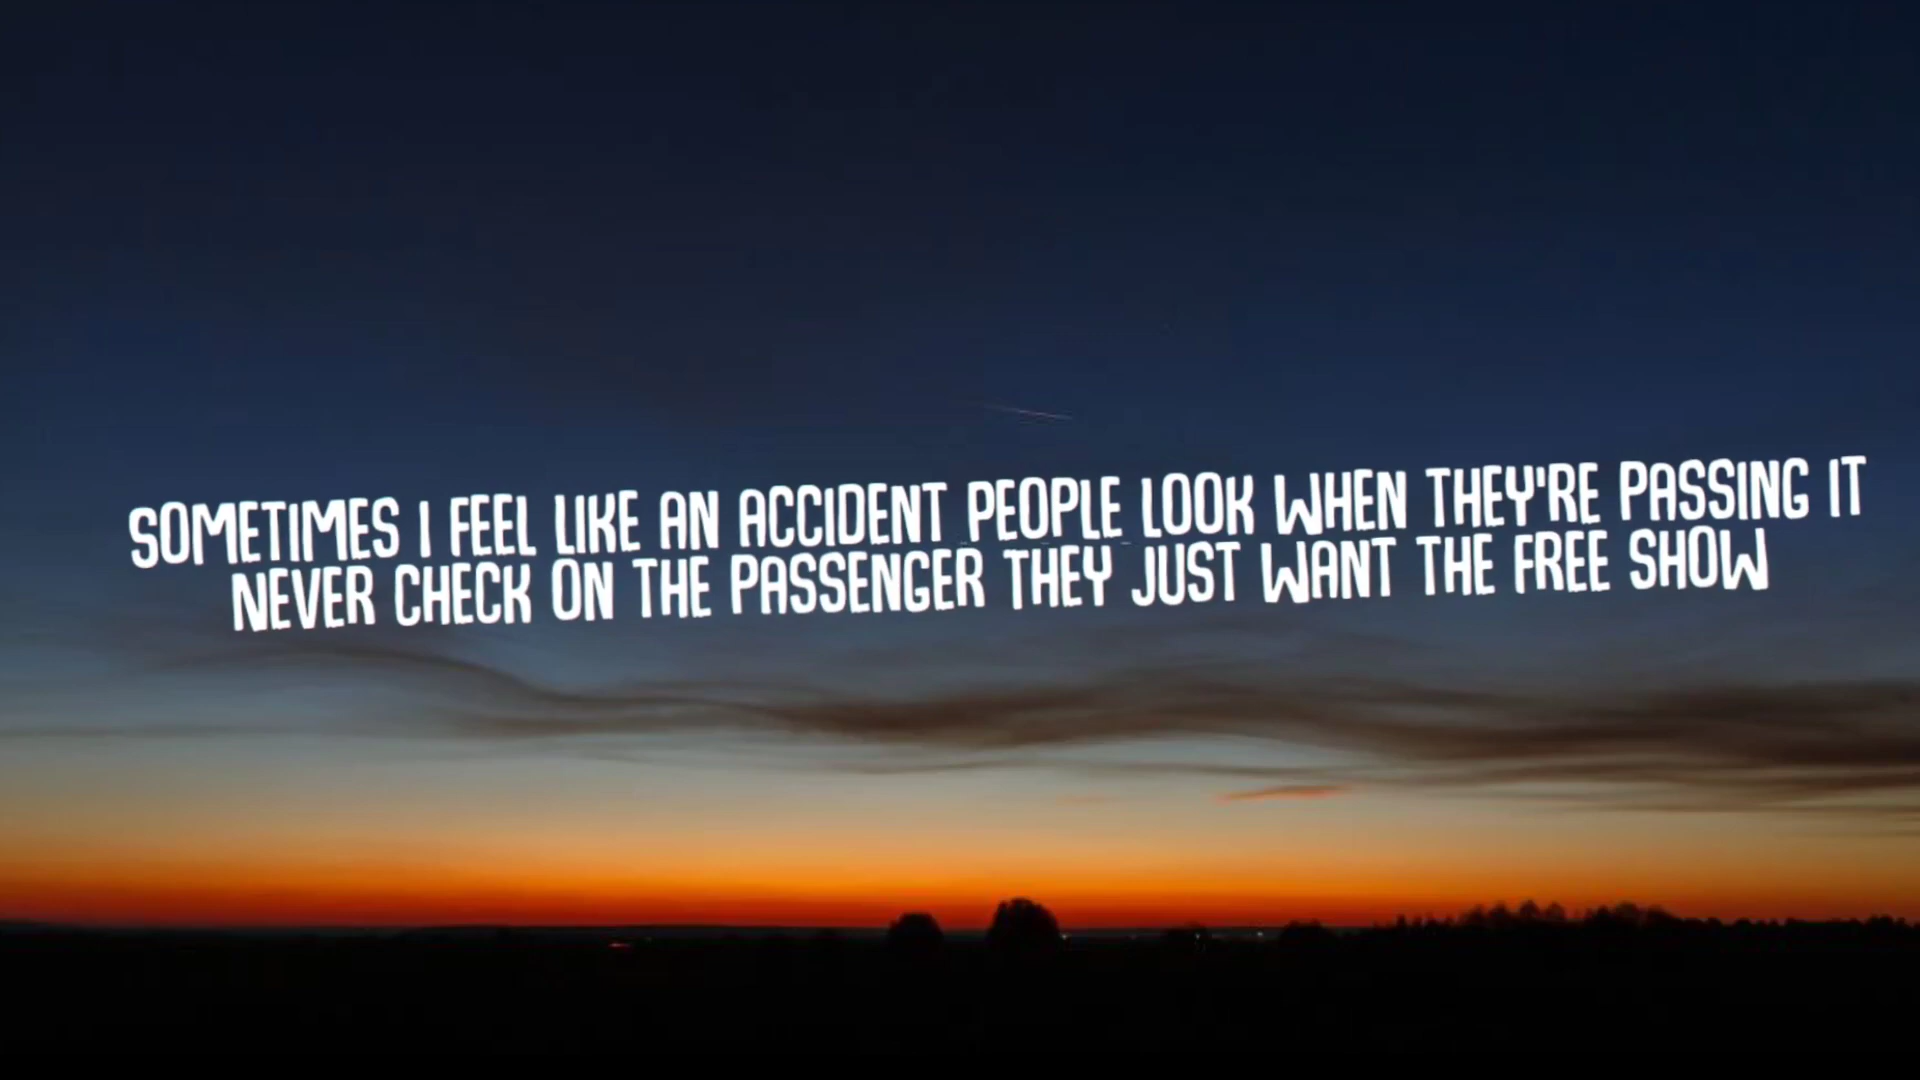 SOMETIMES I FEEL LIKE AN ACCIDENT PEOPLE LOOK WHEN THEY'RE PASSING IT
NEVER CHECK ON THE PASSENGER THEY JUST WANT THE FREE SHOW